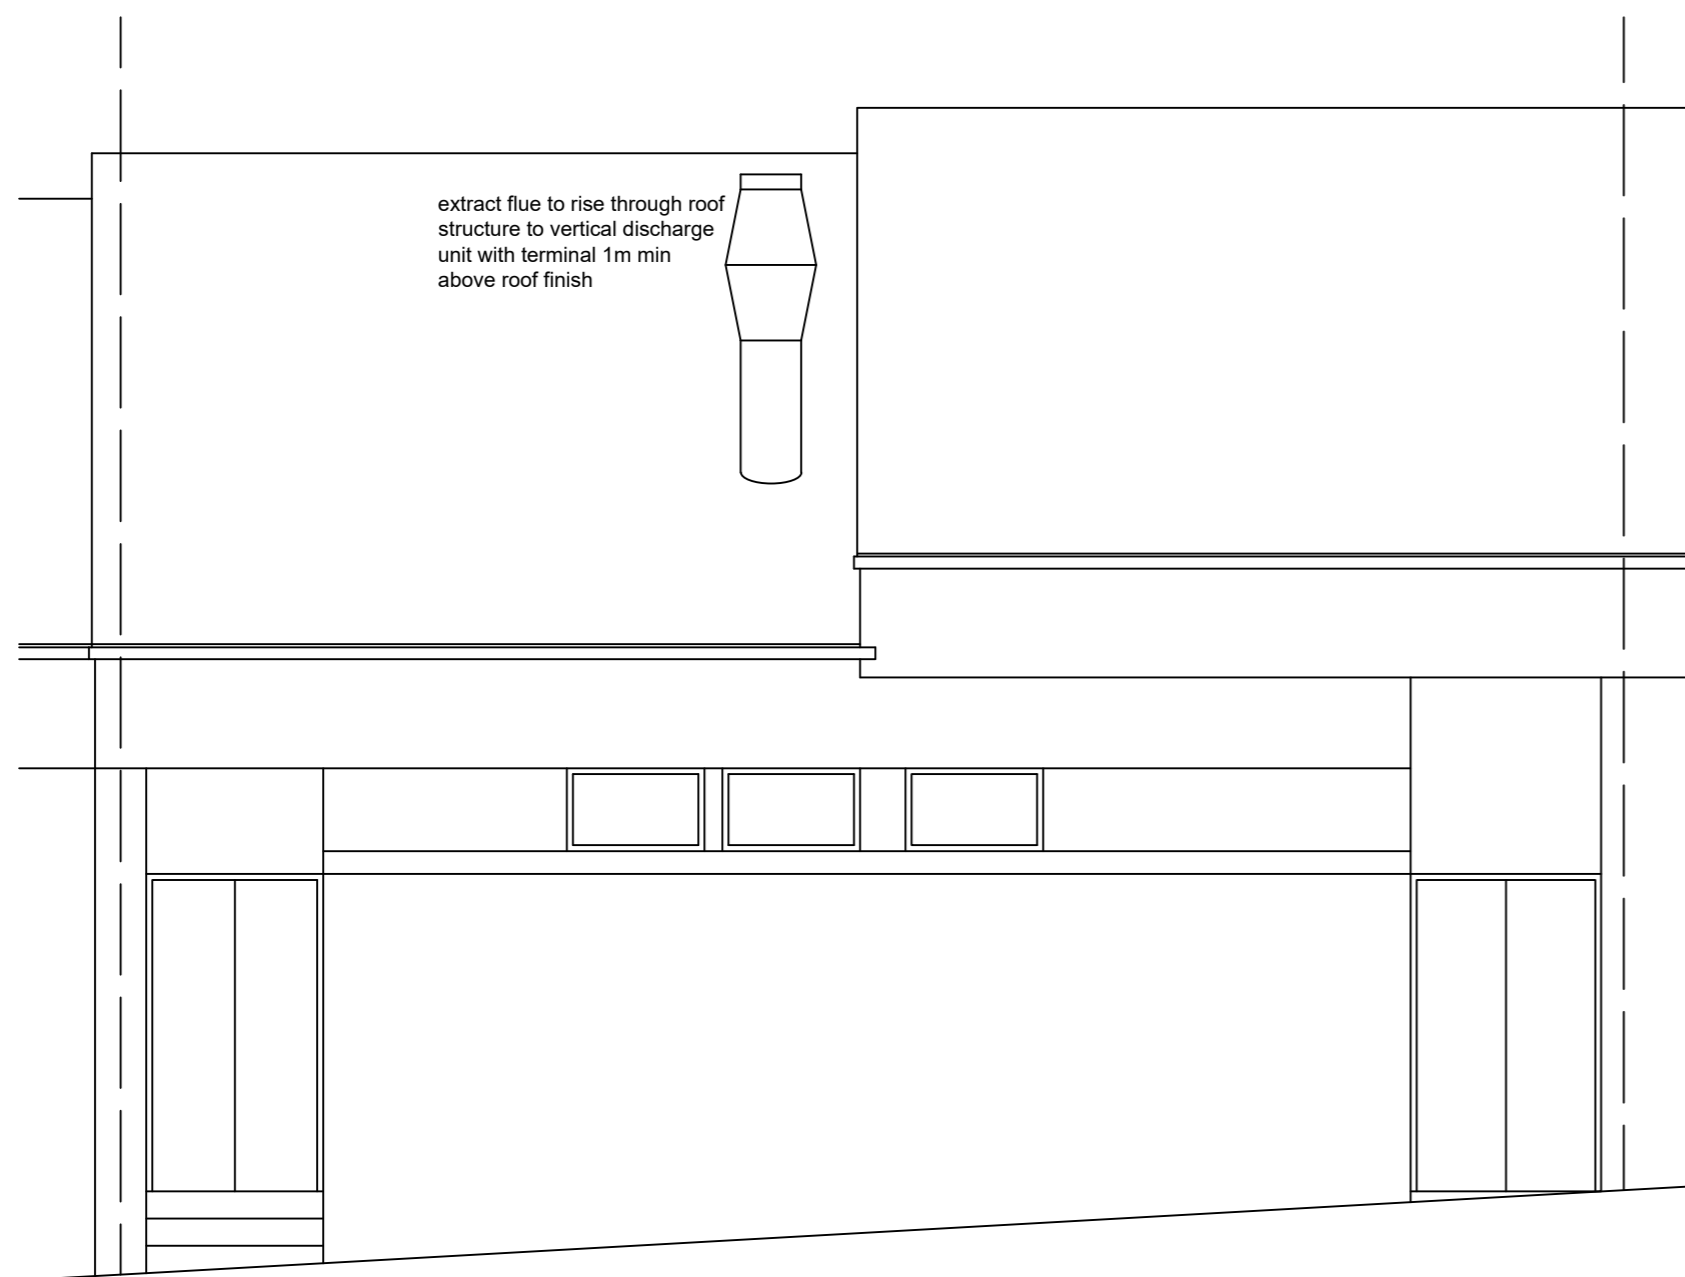 extract flue to rise through roof
structure to vertical discharge
unit with terminal 1m min
above roof finish